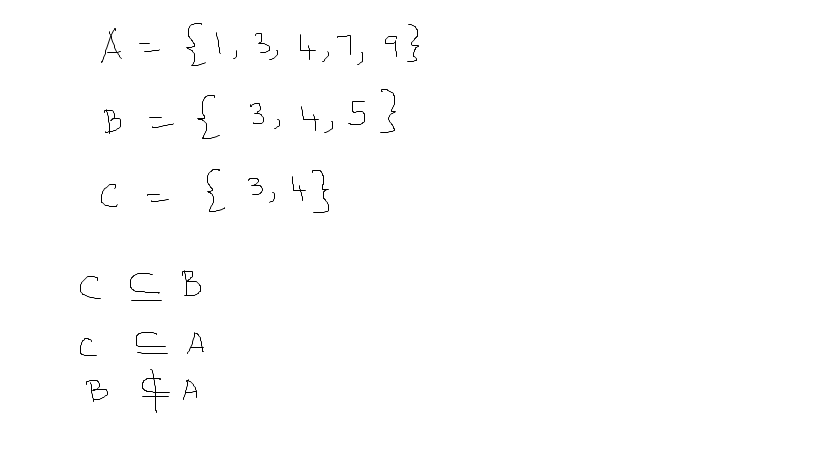 A = {1, 3, 4, 7, 9}
B = { 3, 4, 5 }
C = { 3, 4}
C ⊆ B
C ⊆ A
B ⊈ A